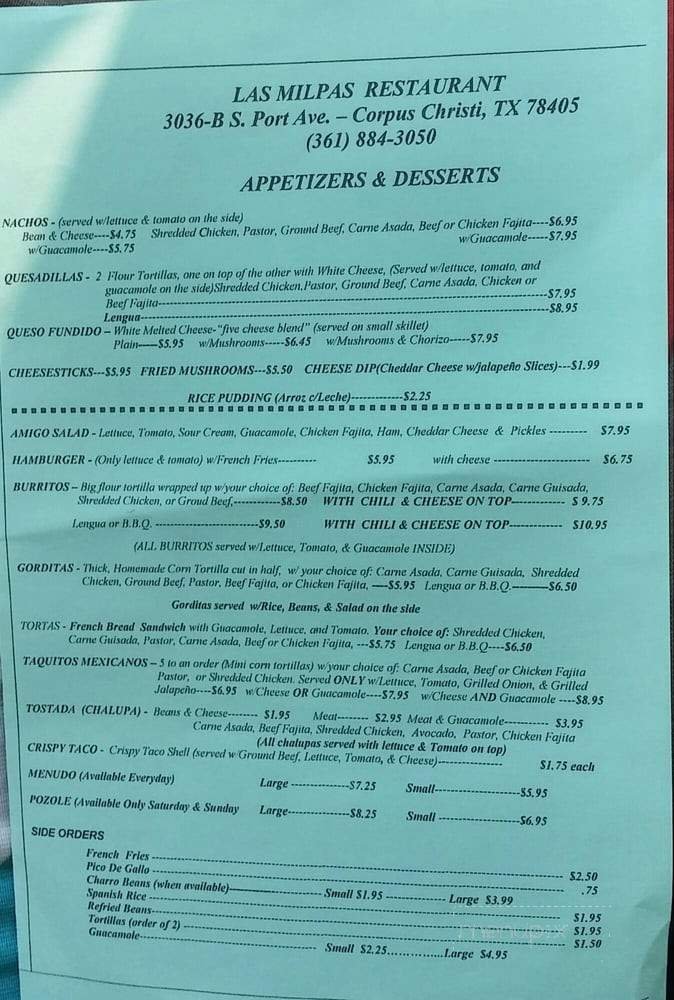 LAS MILPAS RESTAURANT
3036-B S. Port Ave. – Corpus Christi, TX 78405
(361) 884-3050
APPETIZERS & DESSERTS
NACHOS - (served w/lettuce & tomato on the side)
Bean & Cheese----$4.75 Shredded Chicken, Pastor, Ground Beef, Carne Asada, Beef or Chicken Fajita----$6.95
w/Guacamole----$5.75 w/Guacamole-----$7.95
QUESADILLAS - 2 Flour Tortillas, one on top of the other with White Cheese, (Served w/lettuce, tomato, and
guacamole on the side)Shredded Chicken,Pastor, Ground Beef, Carne Asada, Chicken or
Beef Fajita-----------$7.95
Lengua-----------$8.95
QUESO FUNDIDO – White Melted Cheese-"five cheese blend" (served on small skillet)
Plain-----$5.95 w/Mushrooms-----$6.45 w/Mushrooms & Chorizo-----$7.95
CHEESESTICKS---$5.95 FRIED MUSHROOMS---$5.50 CHEESE DIP(Cheddar Cheese w/jalapeño Slices)---$1.99
RICE PUDDING (Arroz c/Leche)-------------$2.25
AMIGO SALAD - Lettuce, Tomato, Sour Cream, Guacamole, Chicken Fajita, Ham, Cheddar Cheese & Pickles --------- $7.95
HAMBURGER - (Only lettuce & tomato) w/French Fries---------- $5.95 with cheese ----------------------- $6.75
BURRITOS – Big flour tortilla wrapped up w/your choice of: Beef Fajita, Chicken Fajita, Carne Asada, Carne Guisada,
Shredded Chicken, or Groud Beef,------------$8.50 WITH CHILI & CHEESE ON TOP------------- $ 9.75
Lengua or B.B.Q. --------------------------$9.50 WITH CHILI & CHEESE ON TOP------------- $10.95
(ALL BURRITOS served w/Lettuce, Tomato, & Guacamole INSIDE)
GORDITAS - Thick, Homemade Corn Tortilla cut in half, w/ your choice of: Carne Asada, Carne Guisada, Shredded
Chicken, Ground Beef, Pastor, Beef Fajita, or Chicken Fajita, ----$5.95 Lengua or B.B.Q.---------$6.50
Gorditas served w/Rice, Beans, & Salad on the side
TORTAS - French Bread Sandwich with Guacamole, Lettuce, and Tomato. Your choice of: Shredded Chicken,
Carne Guisada, Pastor, Carne Asada, Beef or Chicken Fajita, ---$5.75 Lengua or B.B.Q----$6.50
TAQUITOS MEXICANOS – 5 to an order (Mini corn tortillas) w/your choice of: Carne Asada, Beef or Chicken Fajita
Pastor, or Shredded Chicken. Served ONLY w/Lettuce, Tomato, Grilled Onion, & Grilled
Jalapeño----$6.95 w/Cheese OR Guacamole----$7.95 w/Cheese AND Guacamole ----$8.95
TOSTADA (CHALUPA) - Beans & Cheese-------- $1.95 Meat-------- $2.95 Meat & Guacamole----------- $3.95
Carne Asada, Beef Fajita, Shredded Chicken, Avocado, Pastor, Chicken Fajita
(All chalupas served with lettuce & Tomato on top)
CRISPY TACO - Crispy Taco Shell (served w/Ground Beef, Lettuce, Tomato, & Cheese)---------------- $1.75 each
MENUDO (Available Everyday) Large ---------------$7.25 Small--------------------$5.95
POZOLE (Available Only Saturday & Sunday Large---------------$8.25 Small -------------------$6.95
SIDE ORDERS
French Fries ----------- $2.50
Pico De Gallo ----------- .75
Charro Beans (when available)----------- Small $1.95 --------------- Large $3.99
Spanish Rice ----------- $1.95
Refried Beans----------- $1.95
Tortillas (order of 2) ----------- $1.50
Guacamole----------- Small $2.25...............Large $4.95